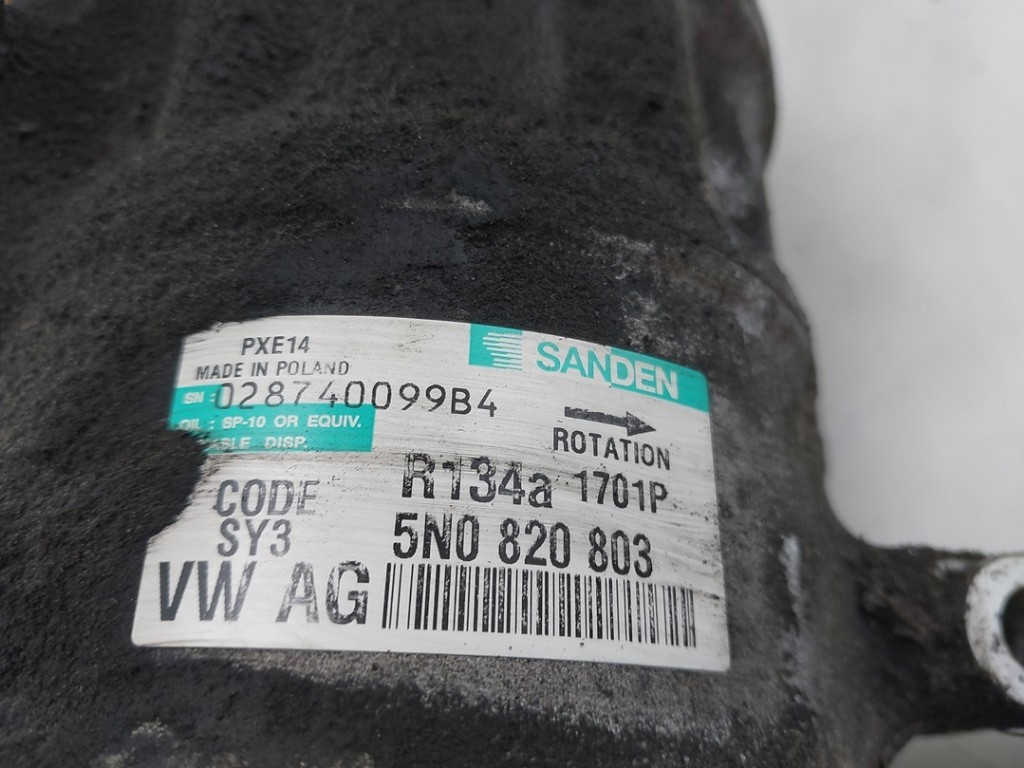 PXE14
MADE IN POLAND
SANDEN
SN : 028740099B4
OIL : SP-10 OR EQUIV.
DISP.
ROTATION
R134a 1701P
CODE
SY3
5N0 820 803
VW AG